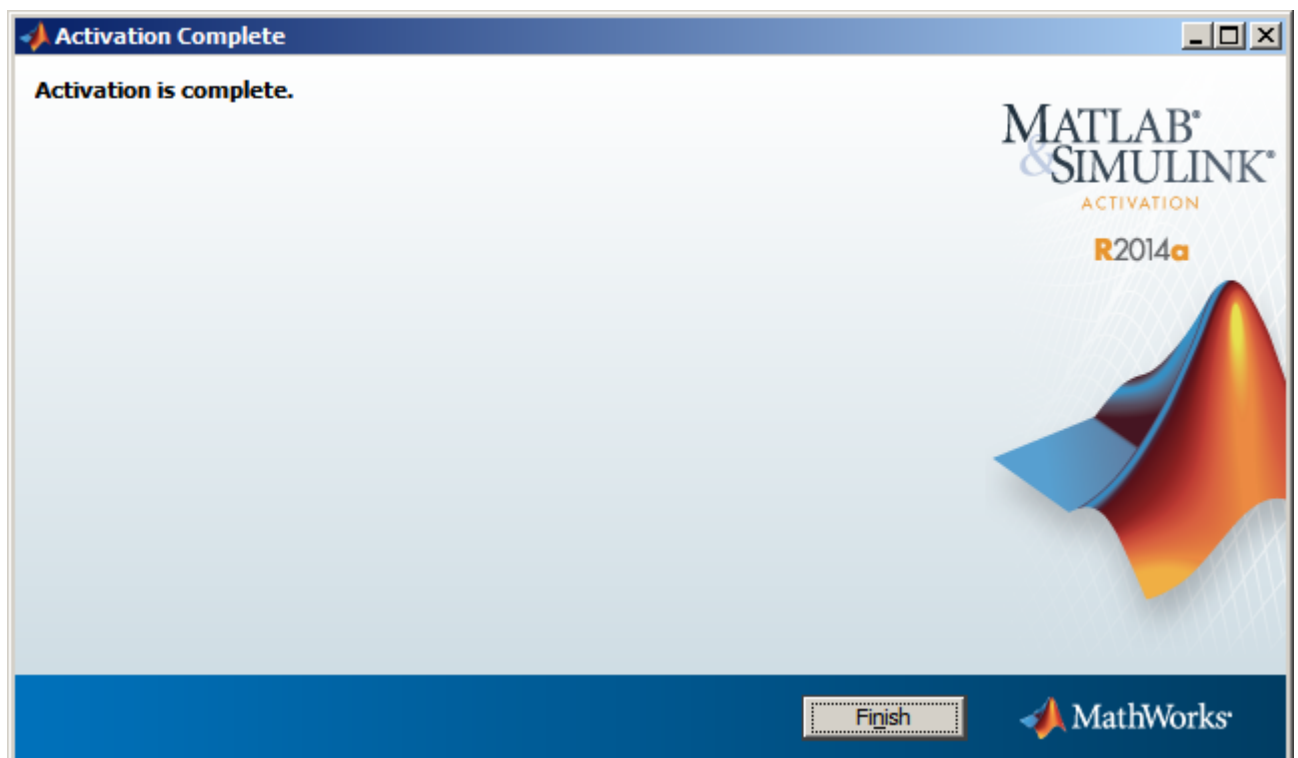 Activation Complete
Activation is complete.
MATLAB®
&SIMULINK®
ACTIVATION
R2014a
Finish
MathWorks®